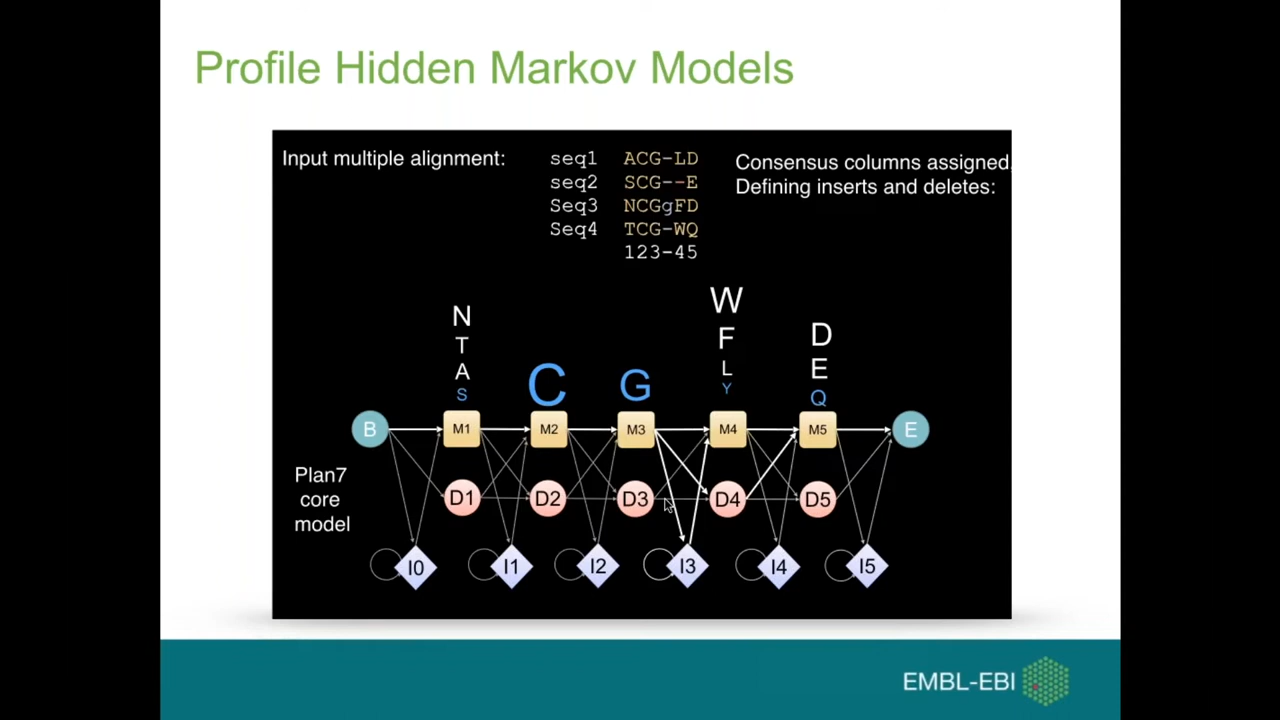 Profile Hidden Markov Models
Input multiple alignment:
seq1 ACG-LD
seq2 SCG--E
Seq3 NCGgFD
Seq4 TCG-WQ
123-45
Consensus columns assigned,
Defining inserts and deletes:
N
T
A
S
C
G
W
F
L
Y
D
E
Q
B M1 M2 M3 M4 M5 E
Plan7
core
model
D1 D2 D3 D4 D5
I0 I1 I2 I3 I4 I5
EMBL-EBI